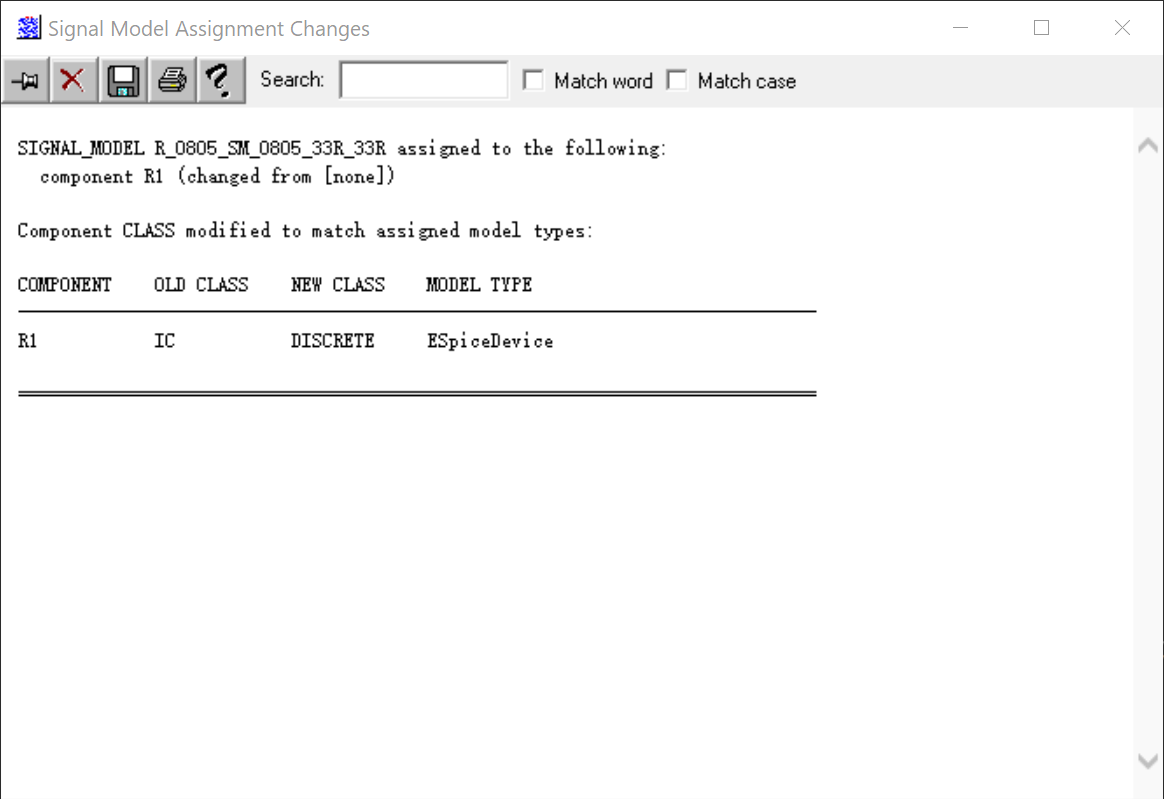 Signal Model Assignment Changes
Search: Match word Match case
SIGNAL_MODEL R_0805_SM_0805_33R_33R assigned to the following:
component R1 (changed from [none])
Component CLASS modified to match assigned model types:
COMPONENT OLD CLASS NEW CLASS MODEL TYPE
R1 IC DISCRETE ESpiceDevice